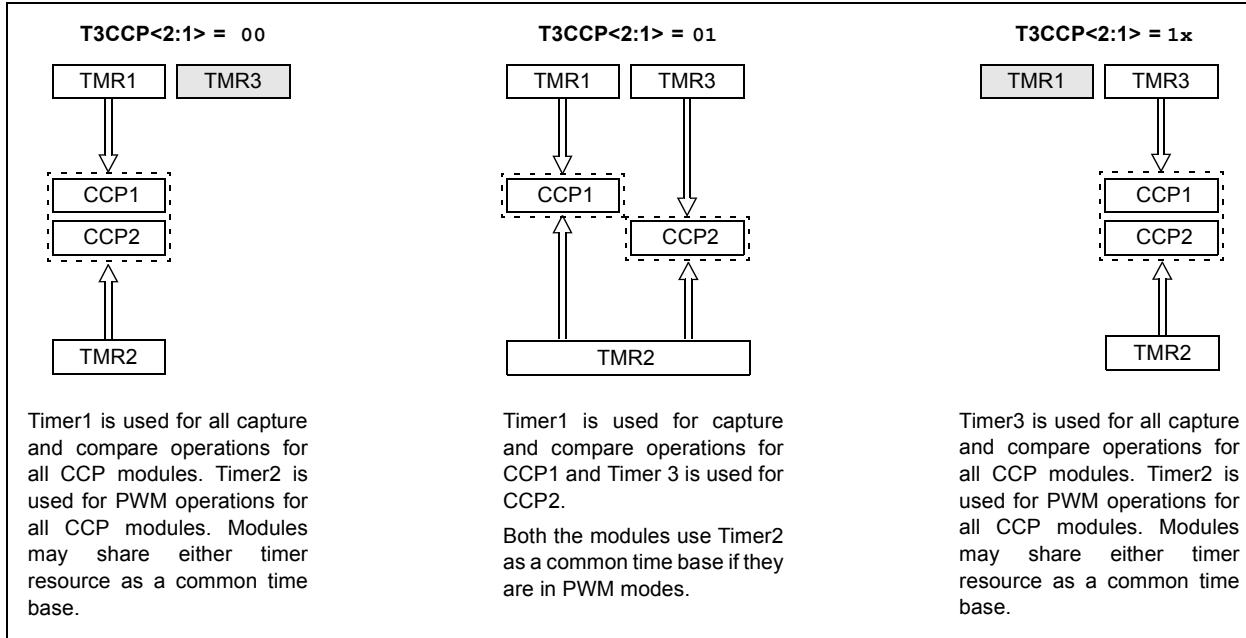 T3CCP<2:1> = 00
TMR1 TMR3
CCP1
CCP2
TMR2
Timer1 is used for all capture
and compare operations for
all CCP modules. Timer2 is
used for PWM operations for
all CCP modules. Modules
may share either timer
resource as a common time
base.
T3CCP<2:1> = 01
TMR1 TMR3
CCP1
CCP2
TMR2
Timer1 is used for capture
and compare operations for
CCP1 and Timer 3 is used for
CCP2.
Both the modules use Timer2
as a common time base if they
are in PWM modes.
T3CCP<2:1> = 1x
TMR1 TMR3
CCP1
CCP2
TMR2
Timer3 is used for all capture
and compare operations for
all CCP modules. Timer2 is
used for PWM operations for
all CCP modules. Modules
may share either timer
resource as a common time
base.